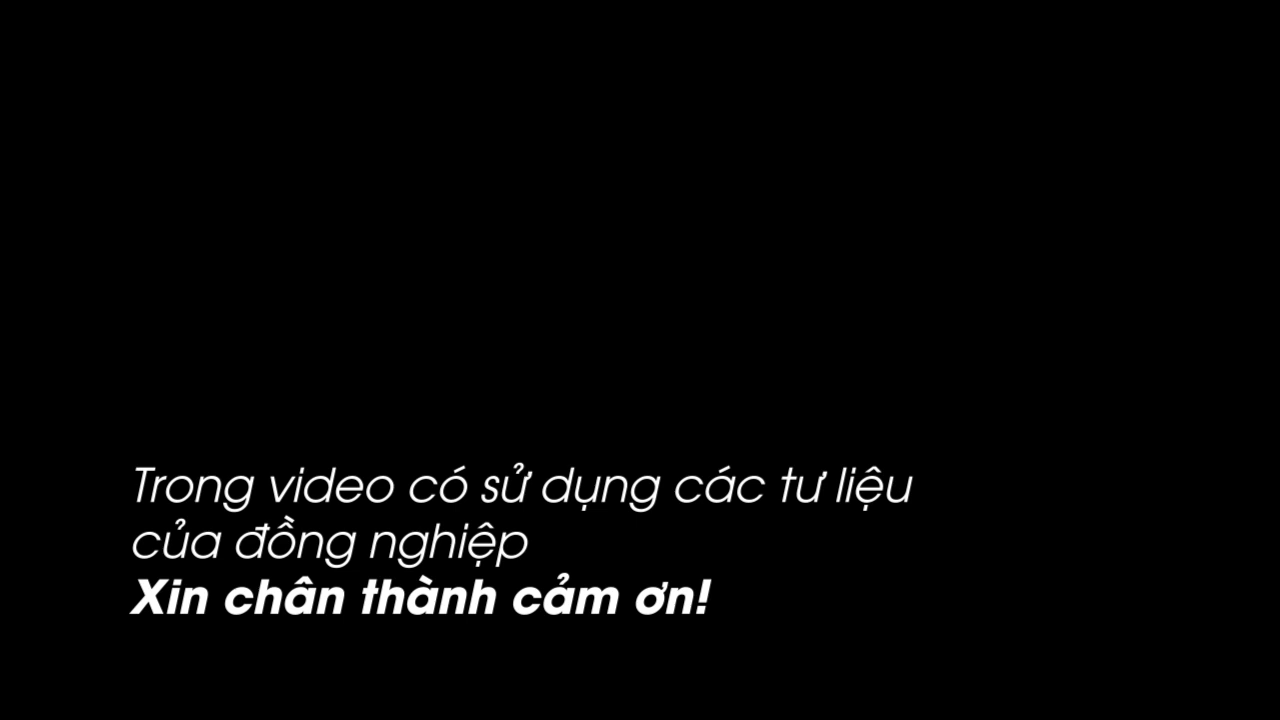 Trong video có sử dụng các tư liệu
của đồng nghiệp
Xin chân thành cảm ơn!